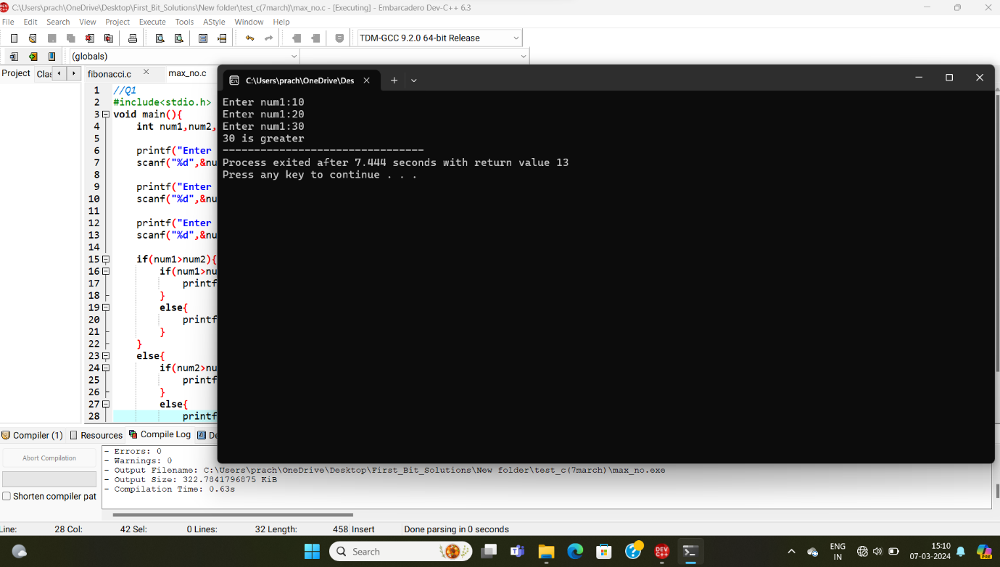 C:\Users\prach\OneDrive\Desktop\First_Bit_Solutions\New folder\test_c(7march)\max_no.c - [Executing] - Embarcadero Dev-C++ 6.3
File Edit Search View Project Execute Tools AStyle Window Help
TDM-GCC 9.2.0 64-bit Release
(globals)
Project Clas fibonacci.c max_no.c
C:\Users\prach\OneDrive\Des
1 //Q1
2 #include<stdio.h>
3 void main(){
4 int num1,num2,
5
6 printf("Enter
7 scanf("%d",&nu
8
9 printf("Enter
10 scanf("%d",&nu
11
12 printf("Enter
13 scanf("%d",&nu
14
15 if(num1>num2){
16 if(num1>nu
17 printf
18 }
19 else{
20 printf
21 }
22 }
23 else{
24 if(num2>nu
25 printf
26 }
27 else{
28 printf
Enter num1:10
Enter num1:20
Enter num1:30
30 is greater
--------------------------------
Process exited after 7.444 seconds with return value 13
Press any key to continue . . .
Compiler (1) Resources Compile Log De
Abort Compilation
Shorten compiler pat
- Errors: 0
- Warnings: 0
- Output Filename: C:\Users\prach\OneDrive\Desktop\First_Bit_Solutions\New folder\test_c(7march)\max_no.exe
- Output Size: 322.7841796875 KiB
- Compilation Time: 0.63s
Line: 28 Col: 42 Sel: 0 Lines: 32 Length: 458 Insert Done parsing in 0 seconds
Search
DEV C++
ENG
IN
15:10
07-03-2024
PRE